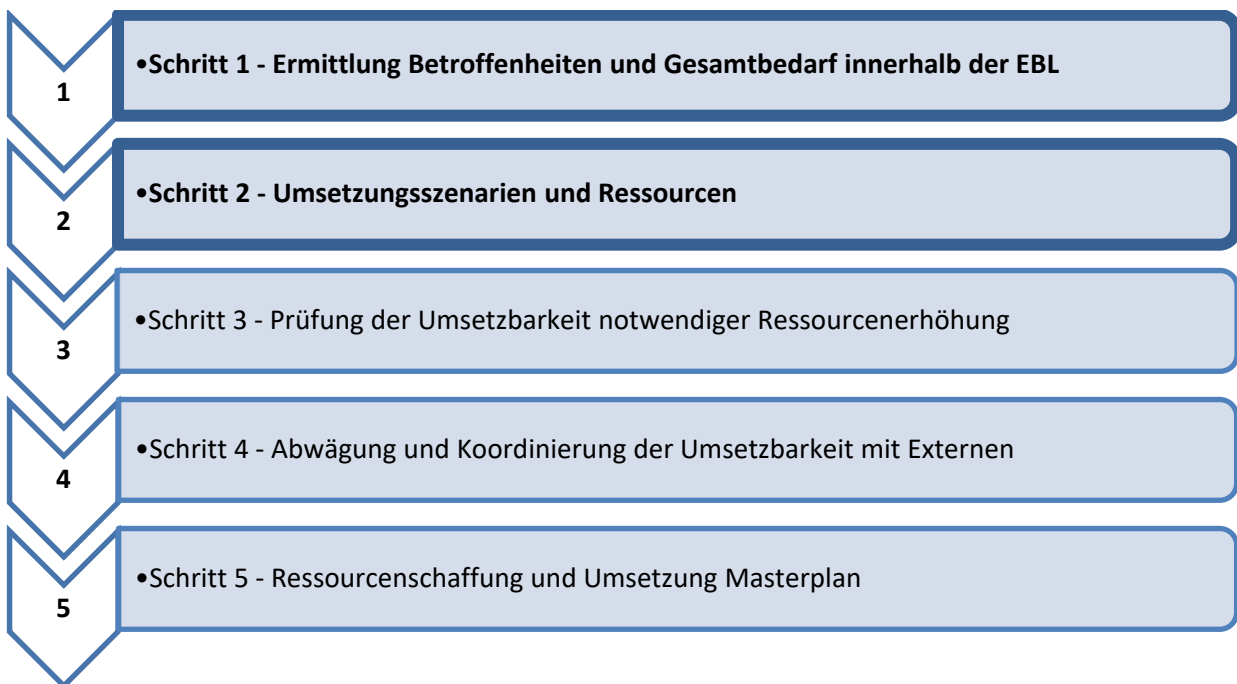 1
•Schritt 1 - Ermittlung Betroffenheiten und Gesamtbedarf innerhalb der EBL
2
•Schritt 2 - Umsetzungsszenarien und Ressourcen
3
•Schritt 3 - Prüfung der Umsetzbarkeit notwendiger Ressourcenerhöhung
4
•Schritt 4 - Abwägung und Koordinierung der Umsetzbarkeit mit Externen
5
•Schritt 5 - Ressourcenschaffung und Umsetzung Masterplan